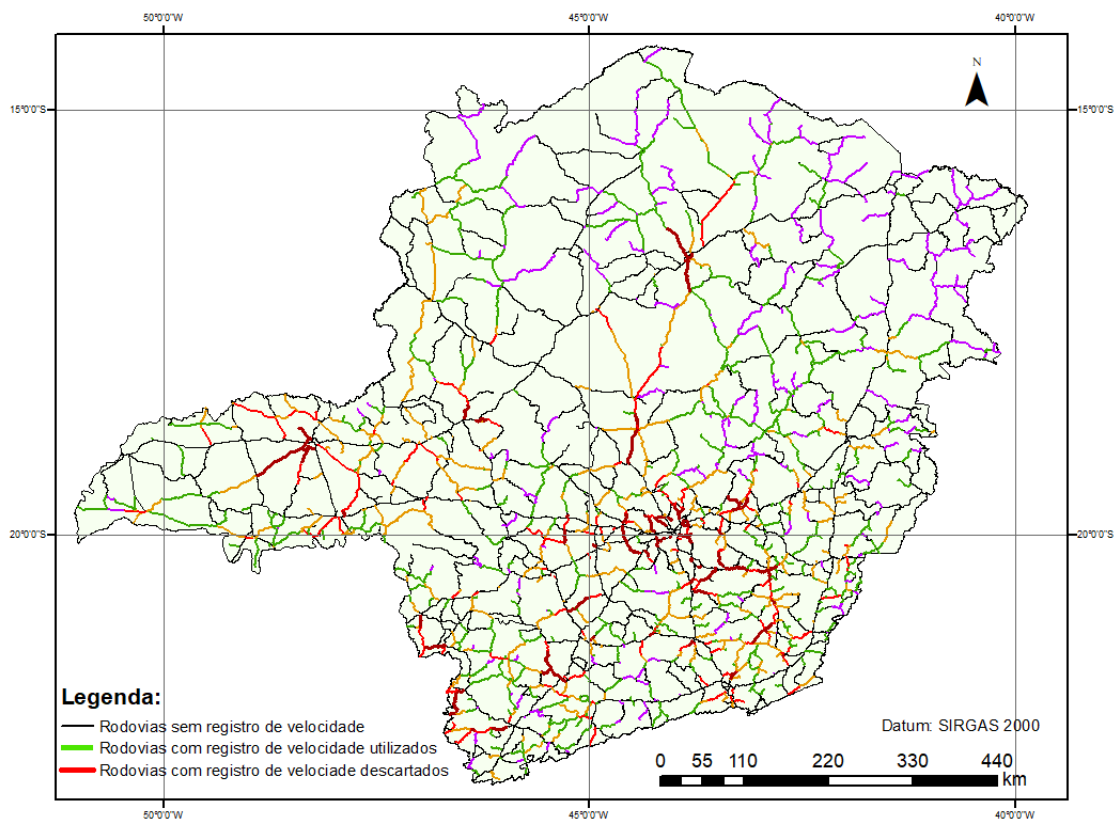 50°0'0"W 45°0'0"W 40°0'0"W
N
15°0'0"S 15°0'0"S
20°0'0"S 20°0'0"S
Legenda:
Rodovias sem registro de velocidade
Rodovias com registro de velocidade utilizados
Rodovias com registro de velociade descartados
Datum: SIRGAS 2000
0 55 110 220 330 440
km
50°0'0"W 45°0'0"W 40°0'0"W